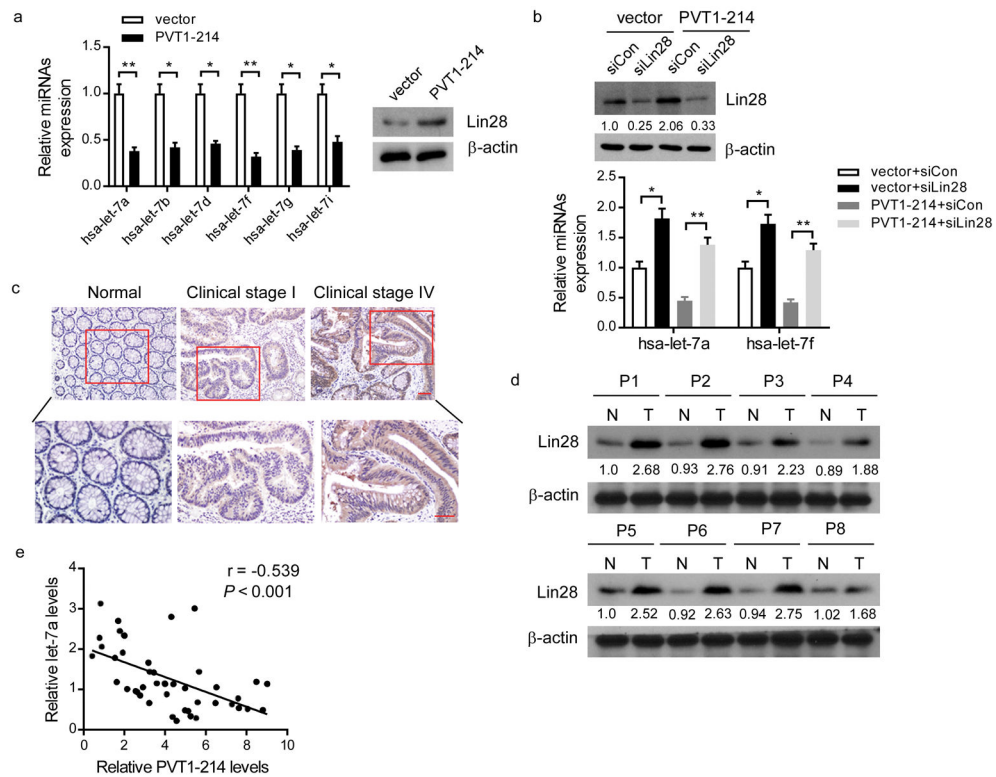 a
vector
PVT1-214
Relative miRNAs
expression
1.5
1.0
0.5
0.0
** * * ** * *
hsa-let-7a
hsa-let-7b
hsa-let-7d
hsa-let-7f
hsa-let-7g
hsa-let-7i
vector PVT1-214
Lin28
β-actin
b
vector PVT1-214
siCon siLin28 siCon siLin28
Lin28
1.0 0.25 2.06 0.33
β-actin
vector+siCon
vector+siLin28
PVT1-214+siCon
PVT1-214+siLin28
Relative miRNAs
expression
2.5
2.0
1.5
1.0
0.5
0.0
* ** * **
hsa-let-7a hsa-let-7f
c
Normal Clinical stage I Clinical stage IV
d
P1 P2 P3 P4
N T N T N T N T
Lin28
1.0 2.68 0.93 2.76 0.91 2.23 0.89 1.88
β-actin
P5 P6 P7 P8
N T N T N T N T
Lin28
1.0 2.52 0.92 2.63 0.94 2.75 1.02 1.68
β-actin
e
r = -0.539
P < 0.001
Relative let-7a levels
4
3
2
1
0
0 2 4 6 8 10
Relative PVT1-214 levels